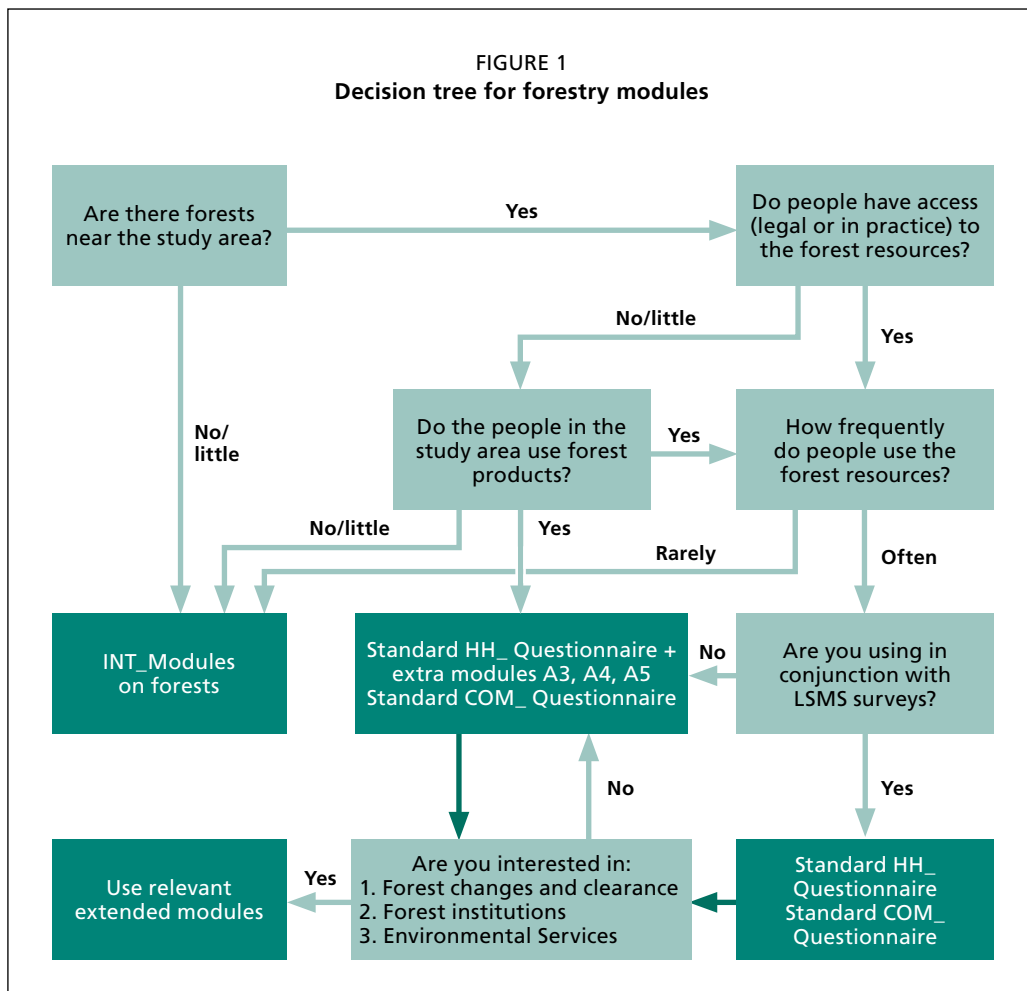 FIGURE 1
Decision tree for forestry modules
Are there forests
near the study area?
Yes
Do people have access
(legal or in practice) to
the forest resources?
No/little
Yes
No/
little
Do the people in the
study area use forest
products?
Yes
How frequently
do people use the
forest resources?
No/little
Yes
Rarely
Often
INT_Modules
on forests
Standard HH_ Questionnaire +
extra modules A3, A4, A5
Standard COM_ Questionnaire
No
Are you using in
conjunction with
LSMS surveys?
No
Yes
Use relevant
extended modules
Yes
Are you interested in:
1. Forest changes and clearance
2. Forest institutions
3. Environmental Services
Standard HH_
Questionnaire
Standard COM_
Questionnaire